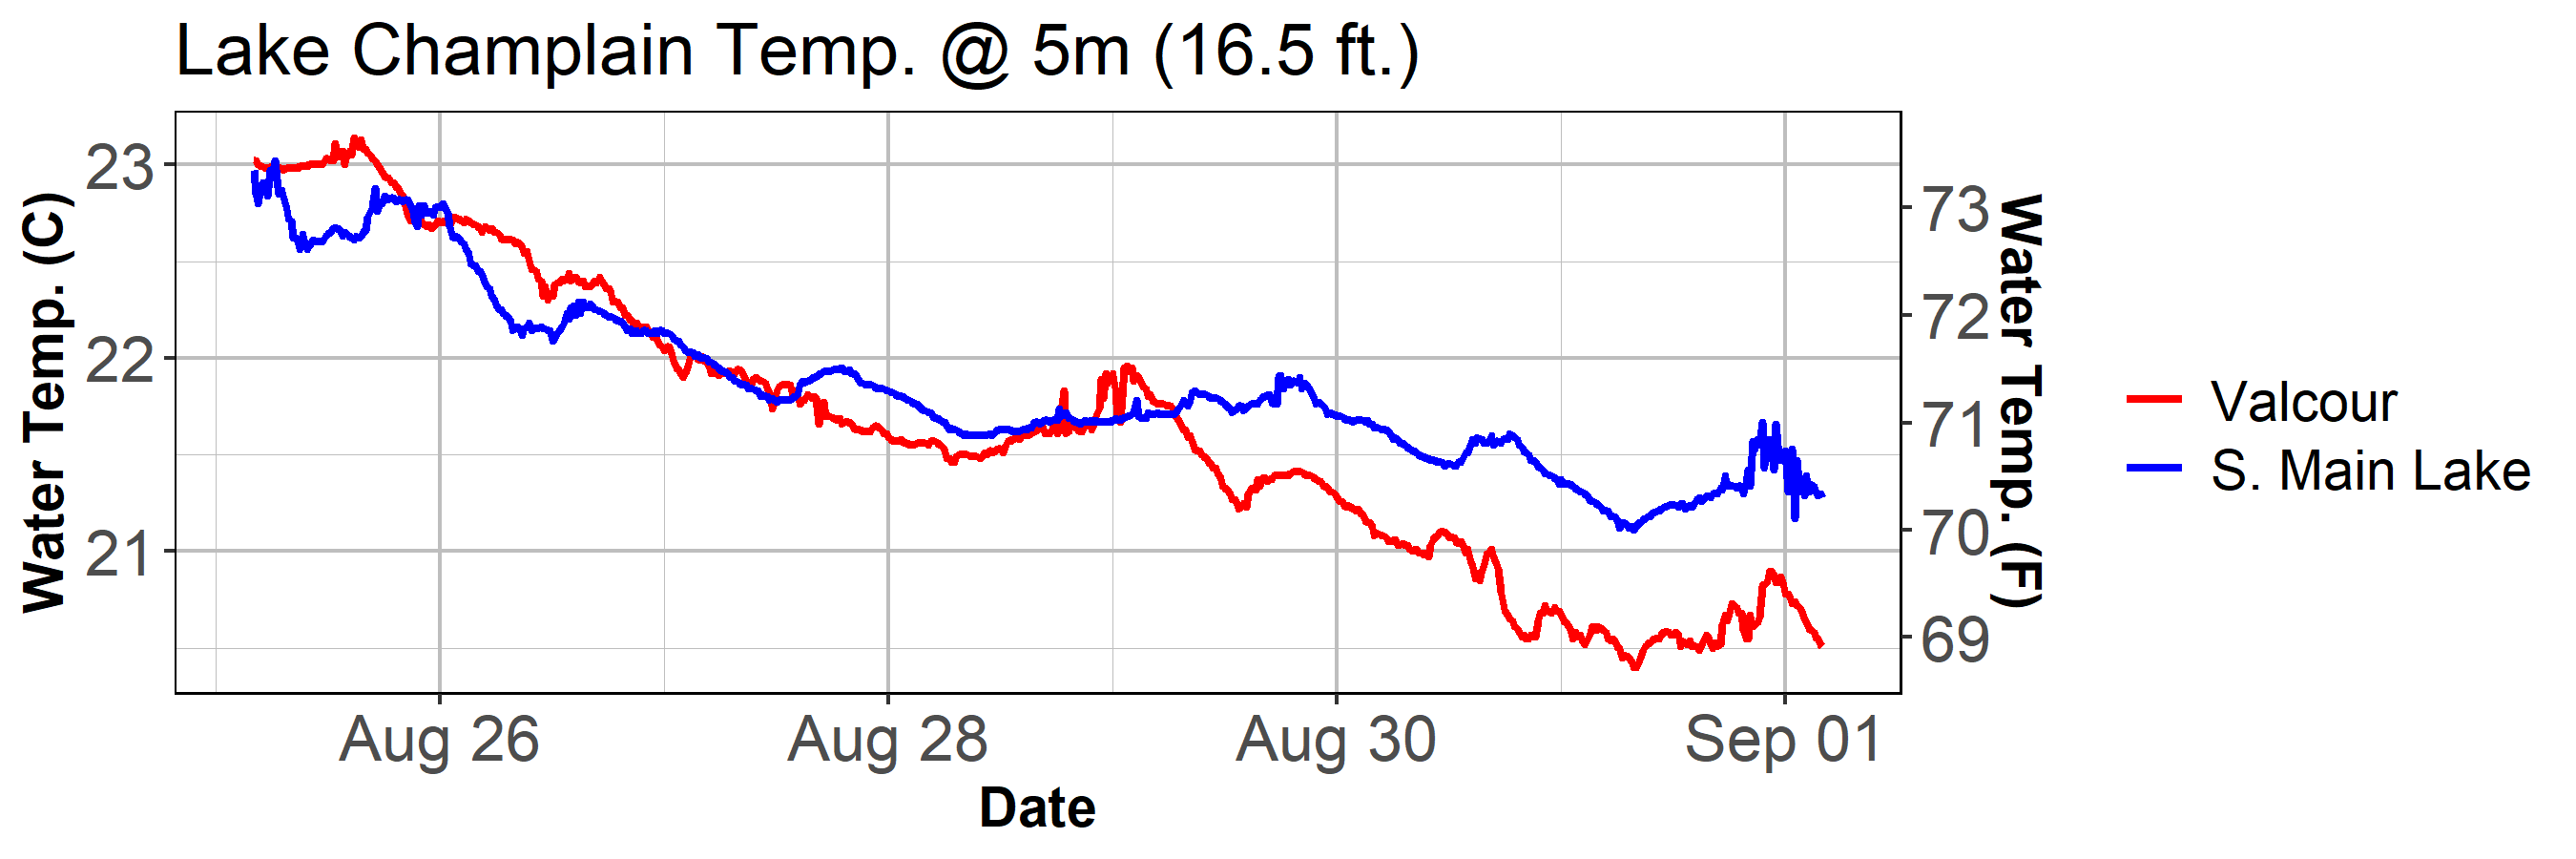 Lake Champlain Temp. @ 5m (16.5 ft.)
Water Temp. (C)
23
22
21
73
72
71
70
69
Water Temp. (F)
Valcour
S. Main Lake
Aug 26
Aug 28
Aug 30
Sep 01
Date